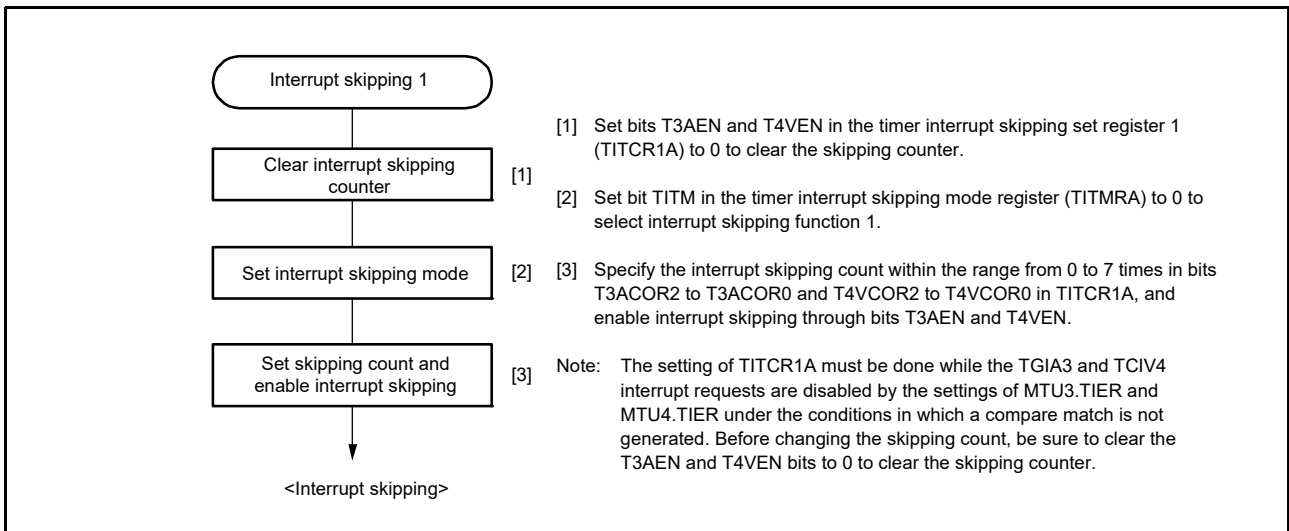 Interrupt skipping 1
Clear interrupt skipping
counter
[1]
Set interrupt skipping mode
[2]
Set skipping count and
enable interrupt skipping
[3]
<Interrupt skipping>
[1] Set bits T3AEN and T4VEN in the timer interrupt skipping set register 1
(TITCR1A) to 0 to clear the skipping counter.
[2] Set bit TITM in the timer interrupt skipping mode register (TITMRA) to 0 to
select interrupt skipping function 1.
[3] Specify the interrupt skipping count within the range from 0 to 7 times in bits
T3ACOR2 to T3ACOR0 and T4VCOR2 to T4VCOR0 in TITCR1A, and
enable interrupt skipping through bits T3AEN and T4VEN.
Note: The setting of TITCR1A must be done while the TGIA3 and TCIV4
interrupt requests are disabled by the settings of MTU3.TIER and
MTU4.TIER under the conditions in which a compare match is not
generated. Before changing the skipping count, be sure to clear the
T3AEN and T4VEN bits to 0 to clear the skipping counter.